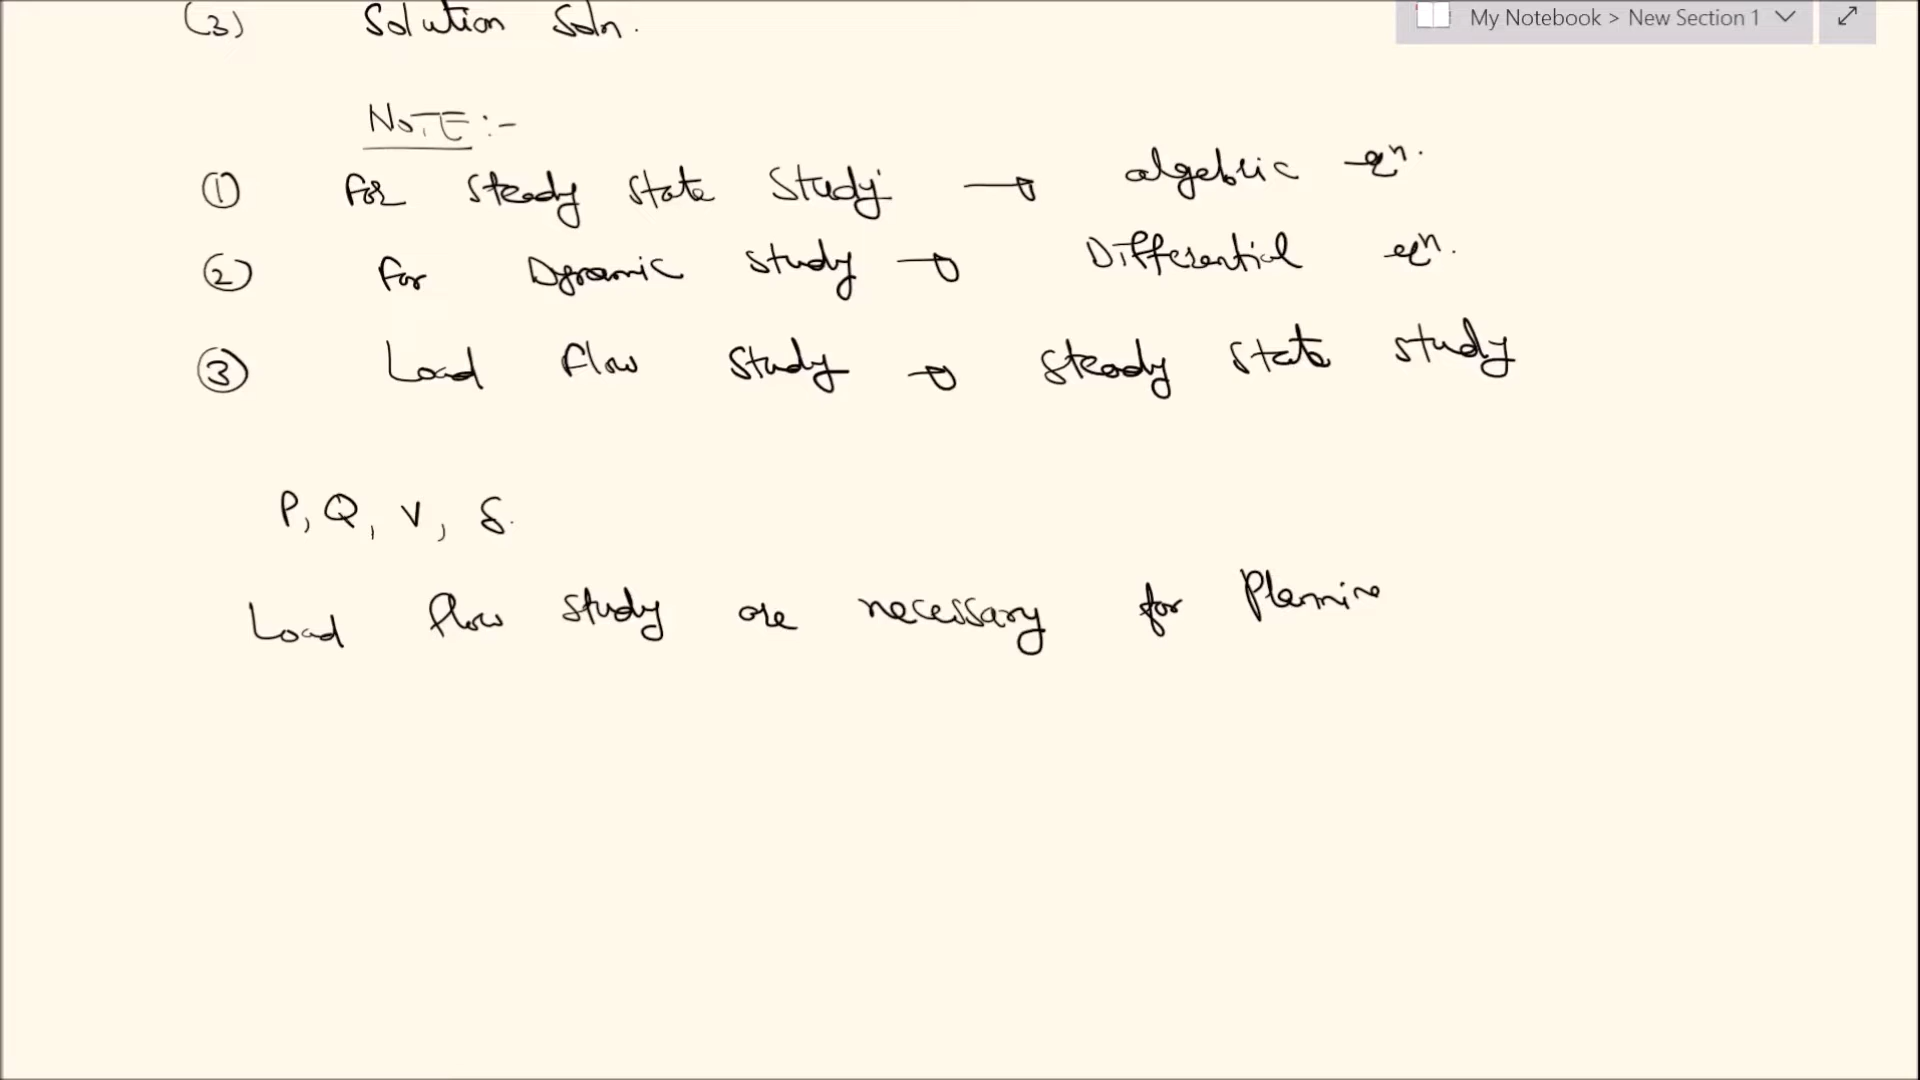 My Notebook > New Section 1
(3) Solution Soln.
NOTE :-
① For Steady State Study → algebric eqn.
② For Dynamic study → Differential eqn.
③ Load flow Study → Steady State study
P, Q, V, δ.
Load flow study are necessary for Plannin